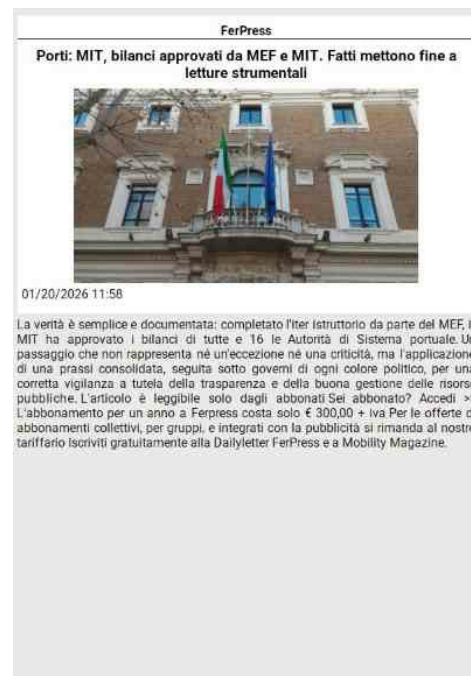 FerPress
Porti: MIT, bilanci approvati da MEF e MIT. Fatti mettono fine a
letture strumentali
01/20/2026 11:58
La verità è semplice e documentata: completato l'iter istruttorio da parte del MEF, i
MIT ha approvato i bilanci di tutte e 16 le Autorità di Sistema portuale. Un
passaggio che non rappresenta né un'eccezione né una criticità, ma l'applicazione
di una prassi consolidata, seguita sotto governi di ogni colore politico, per una
corretta vigilanza a tutela della trasparenza e della buona gestione delle risorse
pubbliche. L'articolo è leggibile solo dagli abbonati Sei abbonato? Accedi >
L'abbonamento per un anno a Ferpress costa solo € 300,00 + iva Per le offerte d
abbonamenti collettivi, per gruppi, e integrati con la pubblicità si rimanda al nostro
tariffario Iscriviti gratuitamente alla Dailyletter FerPress e a Mobility Magazine.